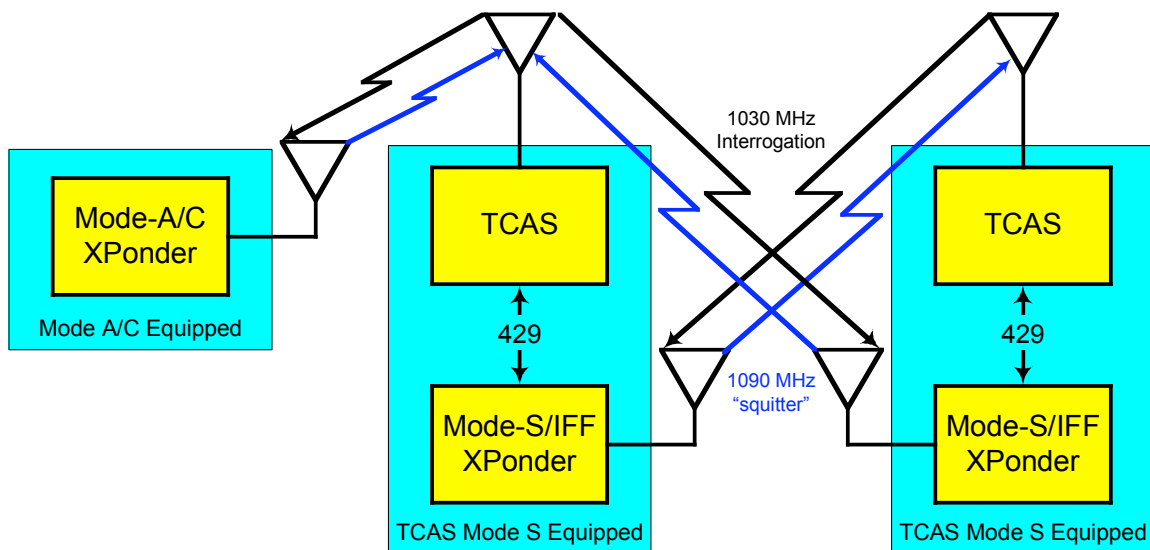 1030 MHz
Interrogation
Mode-A/C
XPonder
Mode A/C Equipped
TCAS
429
Mode-S/IFF
XPonder
TCAS Mode S Equipped
1090 MHz
“squitter”
TCAS
429
Mode-S/IFF
XPonder
TCAS Mode S Equipped